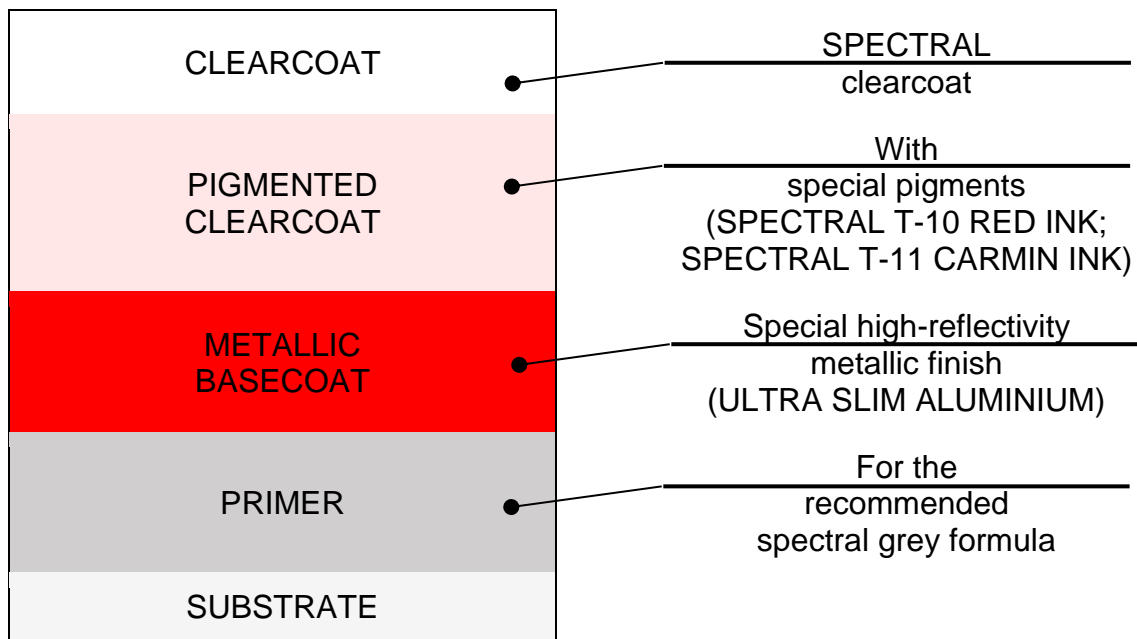 CLEARCOAT
SPECTRAL
clearcoat
PIGMENTED
CLEARCOAT
With
special pigments
(SPECTRAL T-10 RED INK;
SPECTRAL T-11 CARMIN INK)
METALLIC
BASECOAT
Special high-reflectivity
metallic finish
(ULTRA SLIM ALUMINIUM)
PRIMER
For the
recommended
spectral grey formula
SUBSTRATE